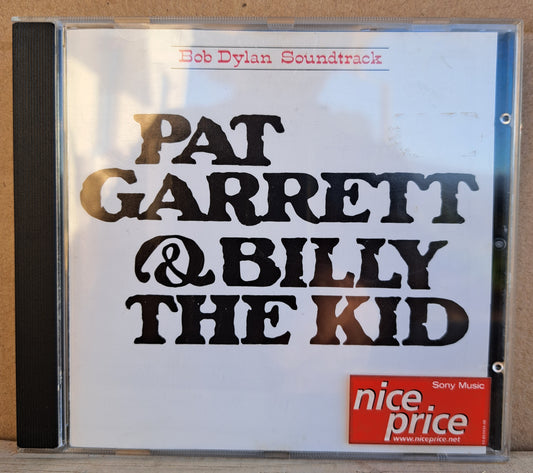 Bob Dylan Soundtrack
PAT
GARRETT
& BILLY
THE KID
Sony Music
nice
price
www.niceprice.net